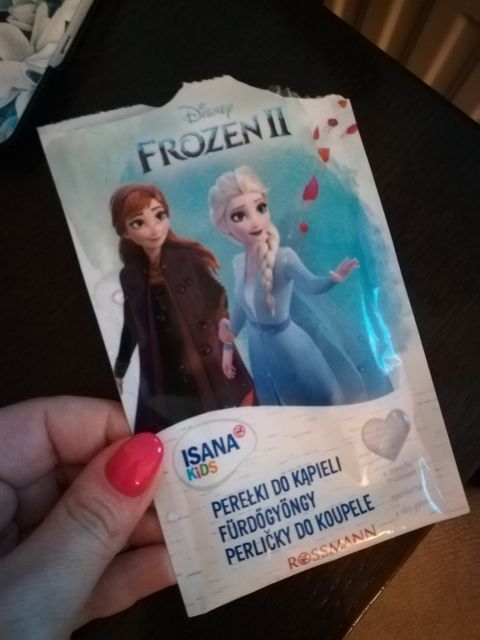 Disney
FROZEN II
ISANA
KiDS
PEREŁKI DO KĄPIELI
FÜRDŐGYÖNGY
PERLIČKY DO KOUPELE
ROSSMANN